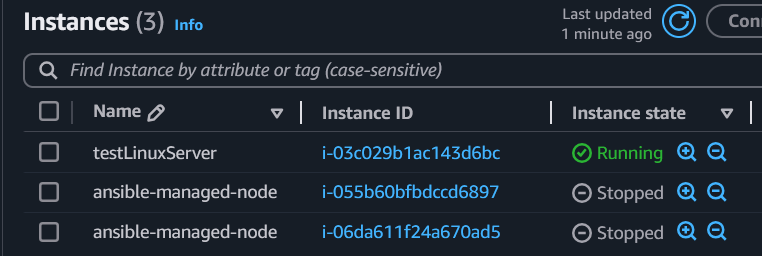 Instances (3) Info
Last updated
1 minute ago
Conn
Find Instance by attribute or tag (case-sensitive)
Name Instance ID Instance state
testLinuxServer i-03c029b1ac143d6bc Running
ansible-managed-node i-055b60bfbdccd6897 Stopped
ansible-managed-node i-06da611f24a670ad5 Stopped